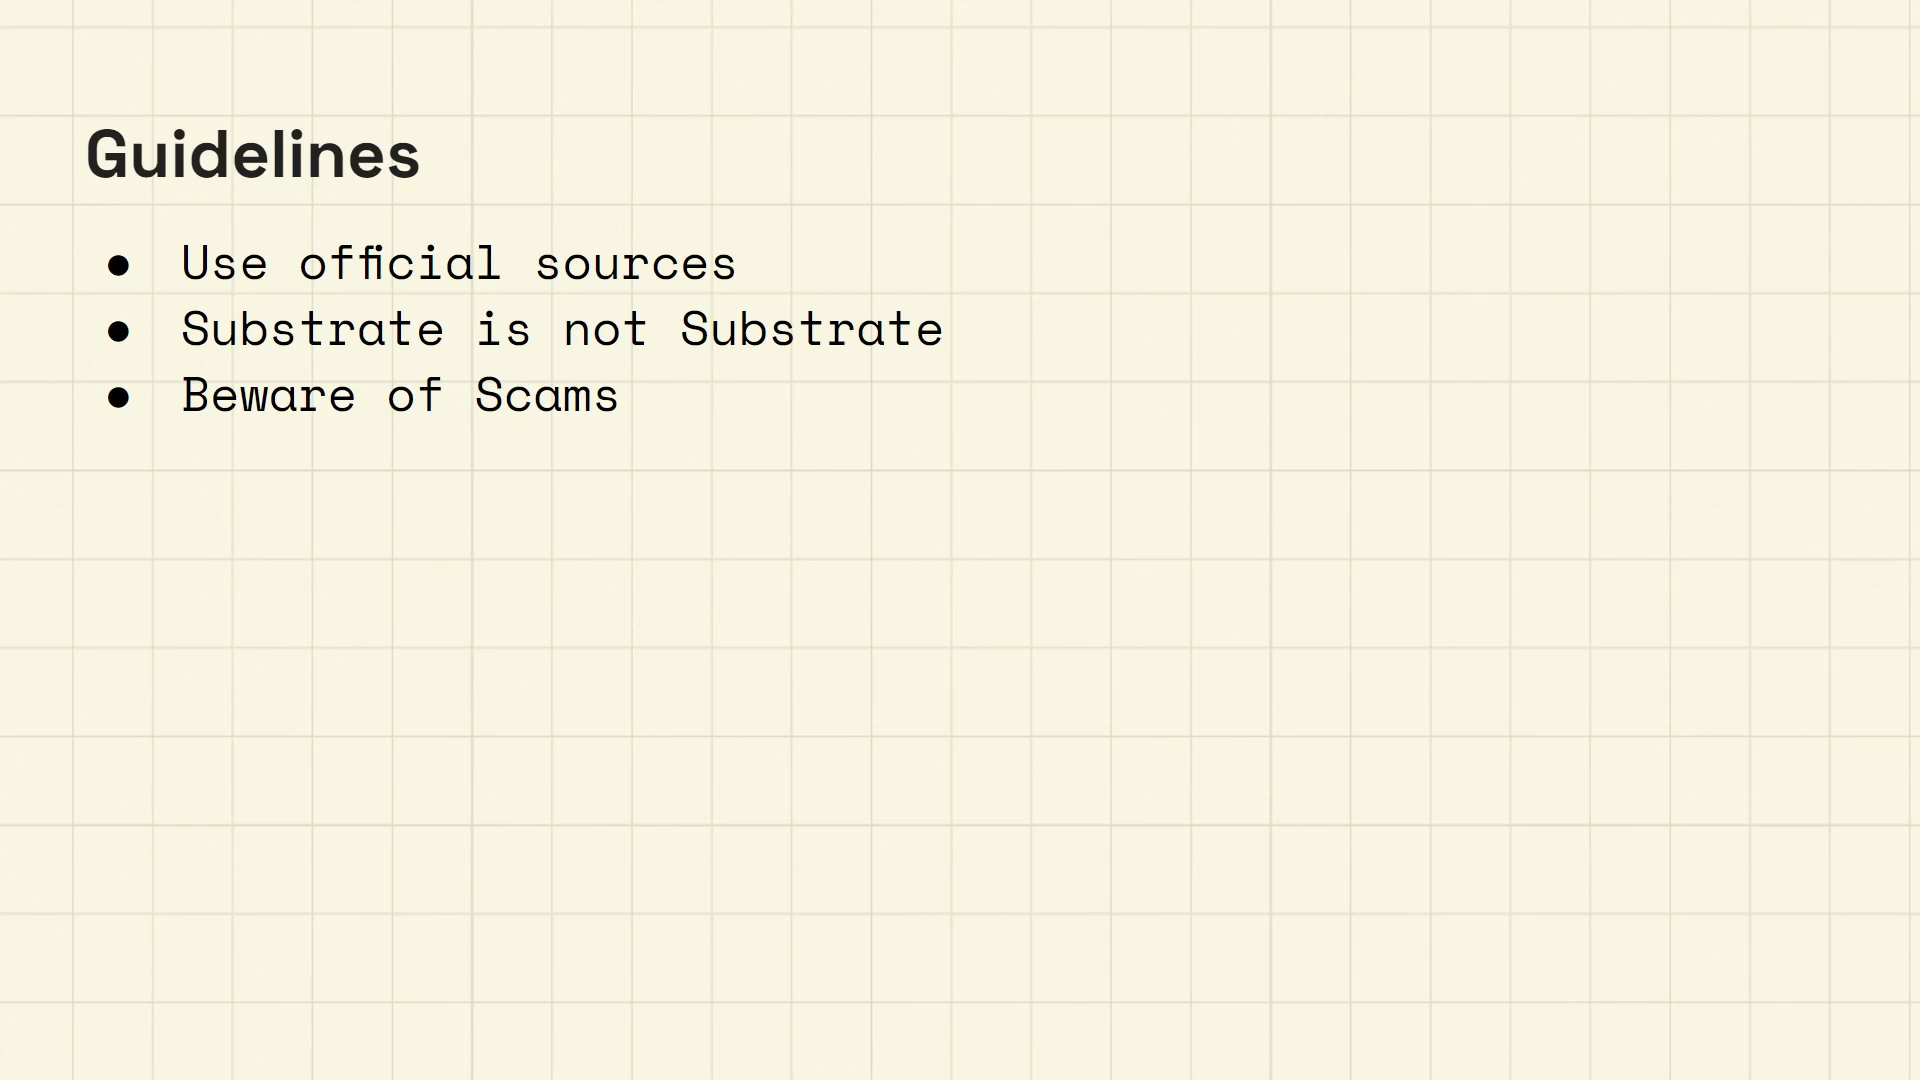 Guidelines
● Use official sources
● Substrate is not Substrate
● Beware of Scams